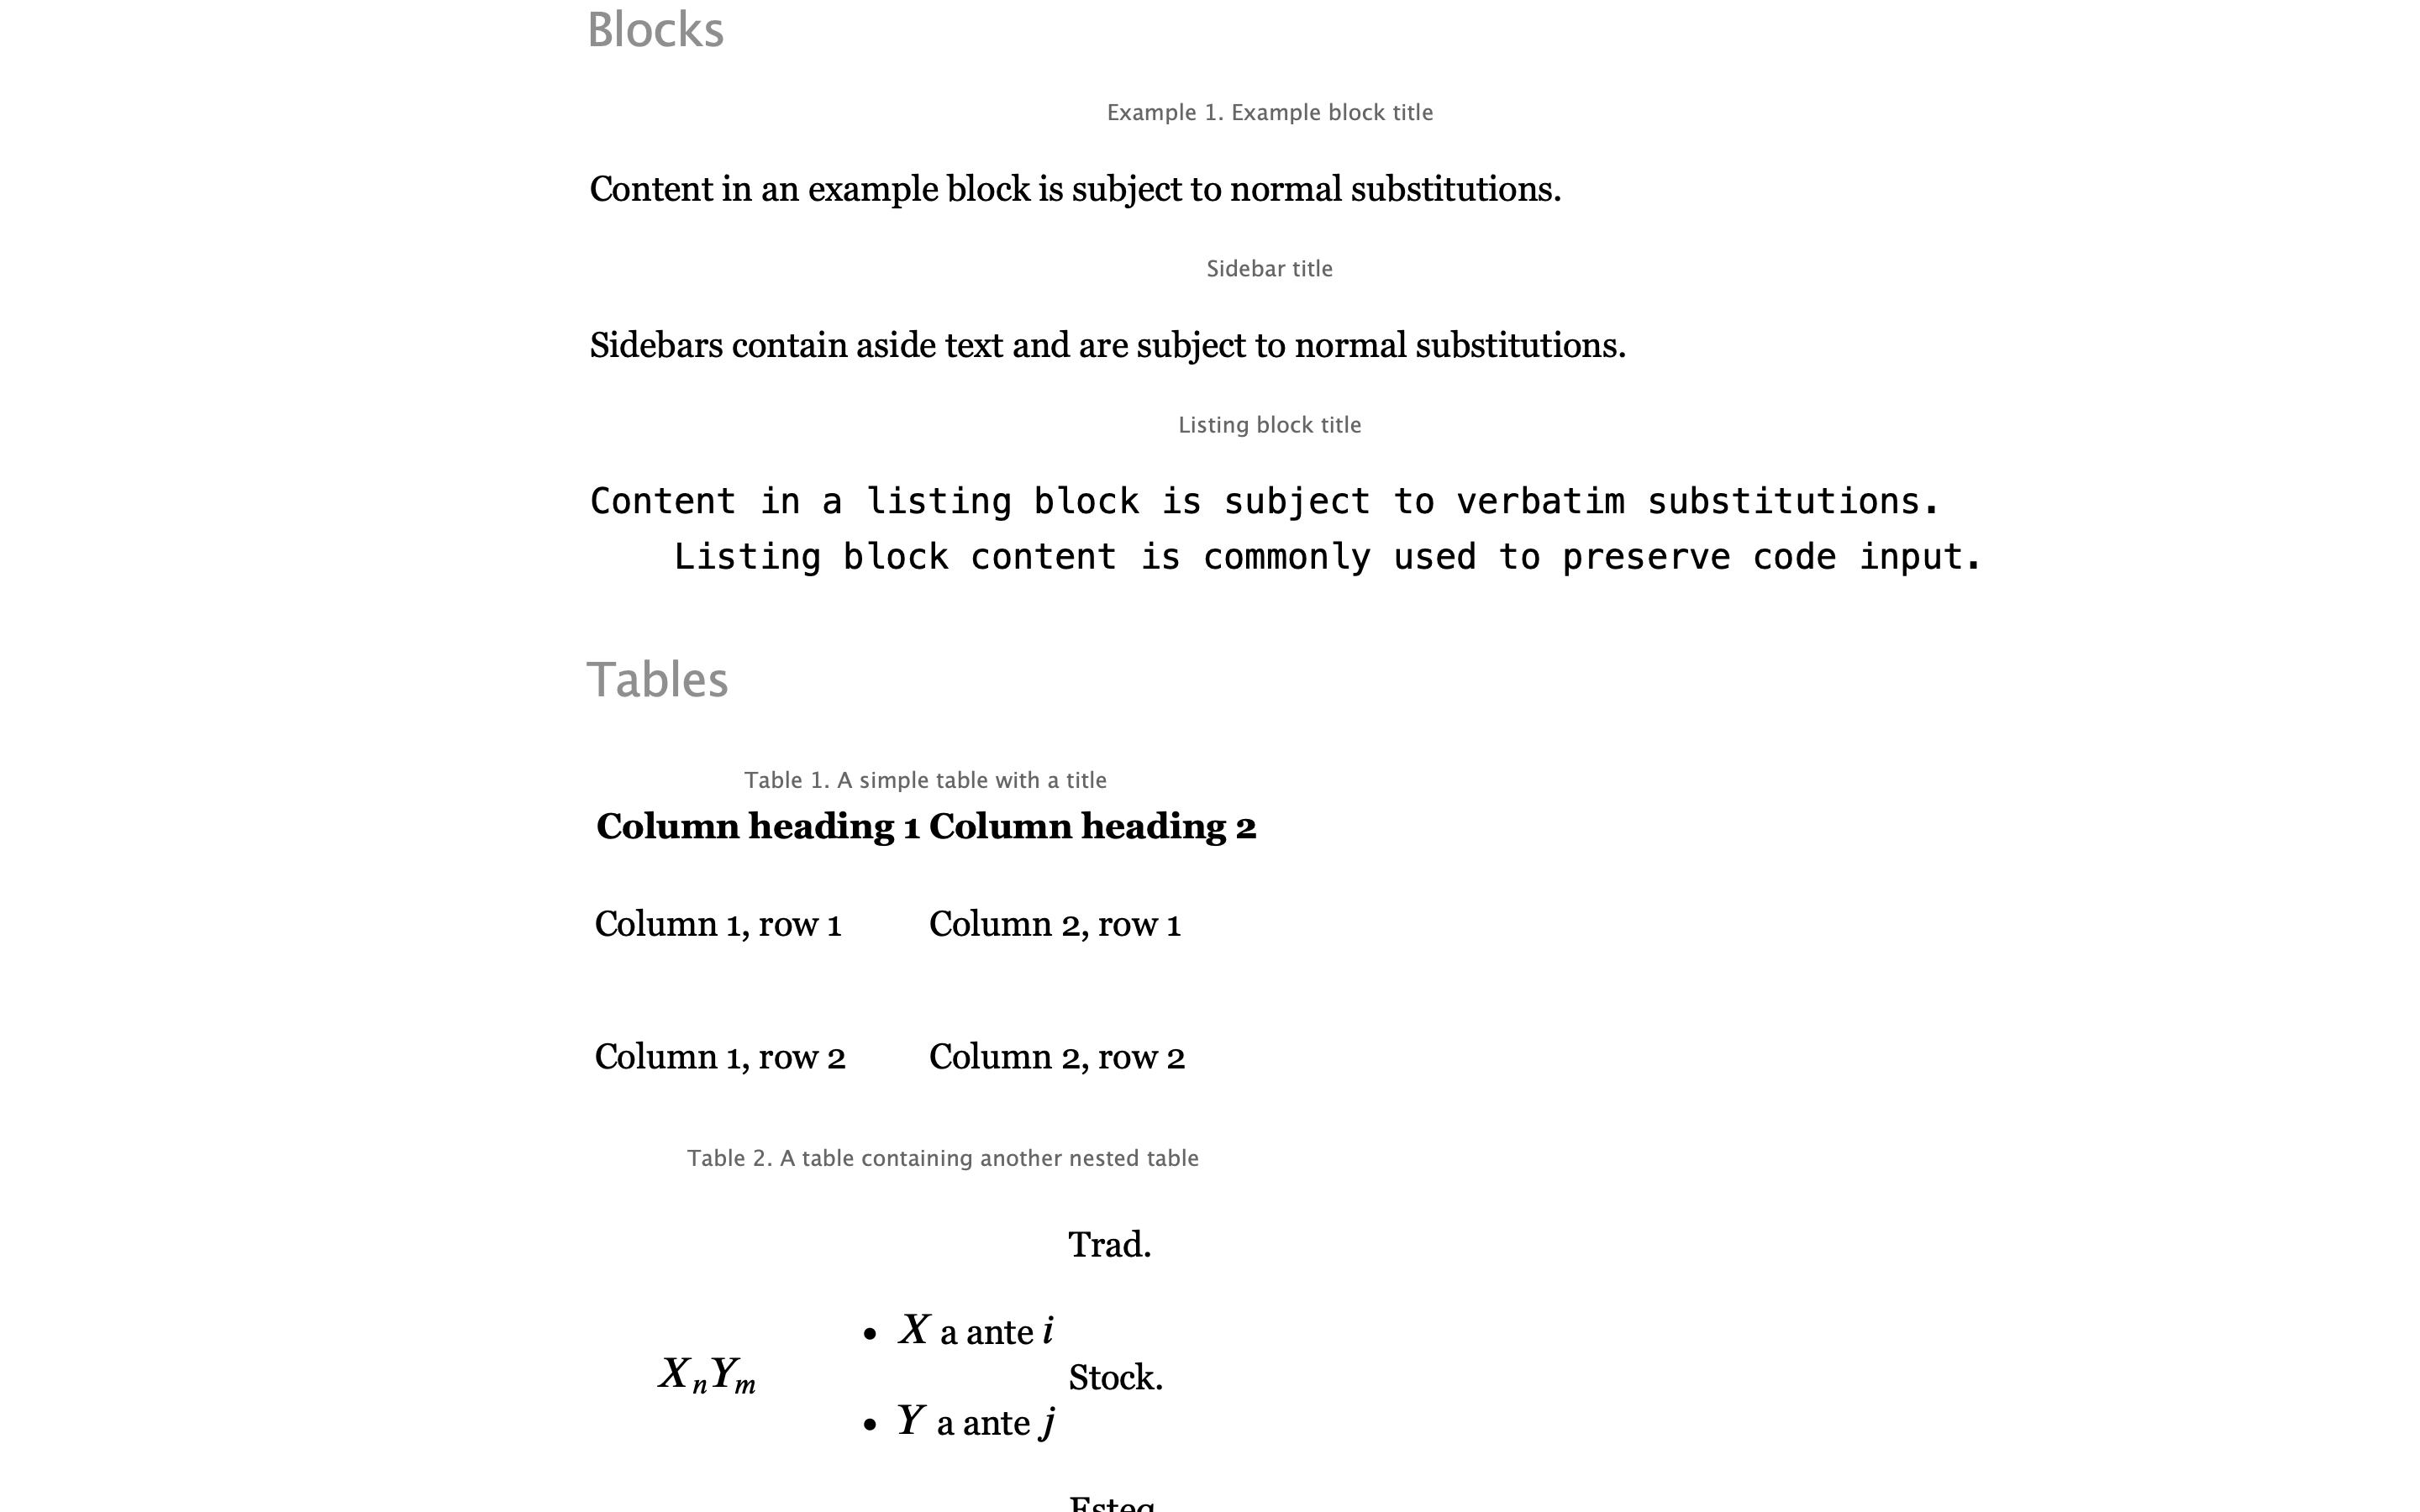 Blocks
Example 1. Example block title
Content in an example block is subject to normal substitutions.
Sidebar title
Sidebars contain aside text and are subject to normal substitutions.
Listing block title
Content in a listing block is subject to verbatim substitutions.
    Listing block content is commonly used to preserve code input.
Tables
Table 1. A simple table with a title
Column heading 1 Column heading 2
Column 1, row 1 Column 2, row 1
Column 1, row 2 Column 2, row 2
Table 2. A table containing another nested table
Trad.
• X a ante i
XₙYₘ Stock.
• Y a ante j